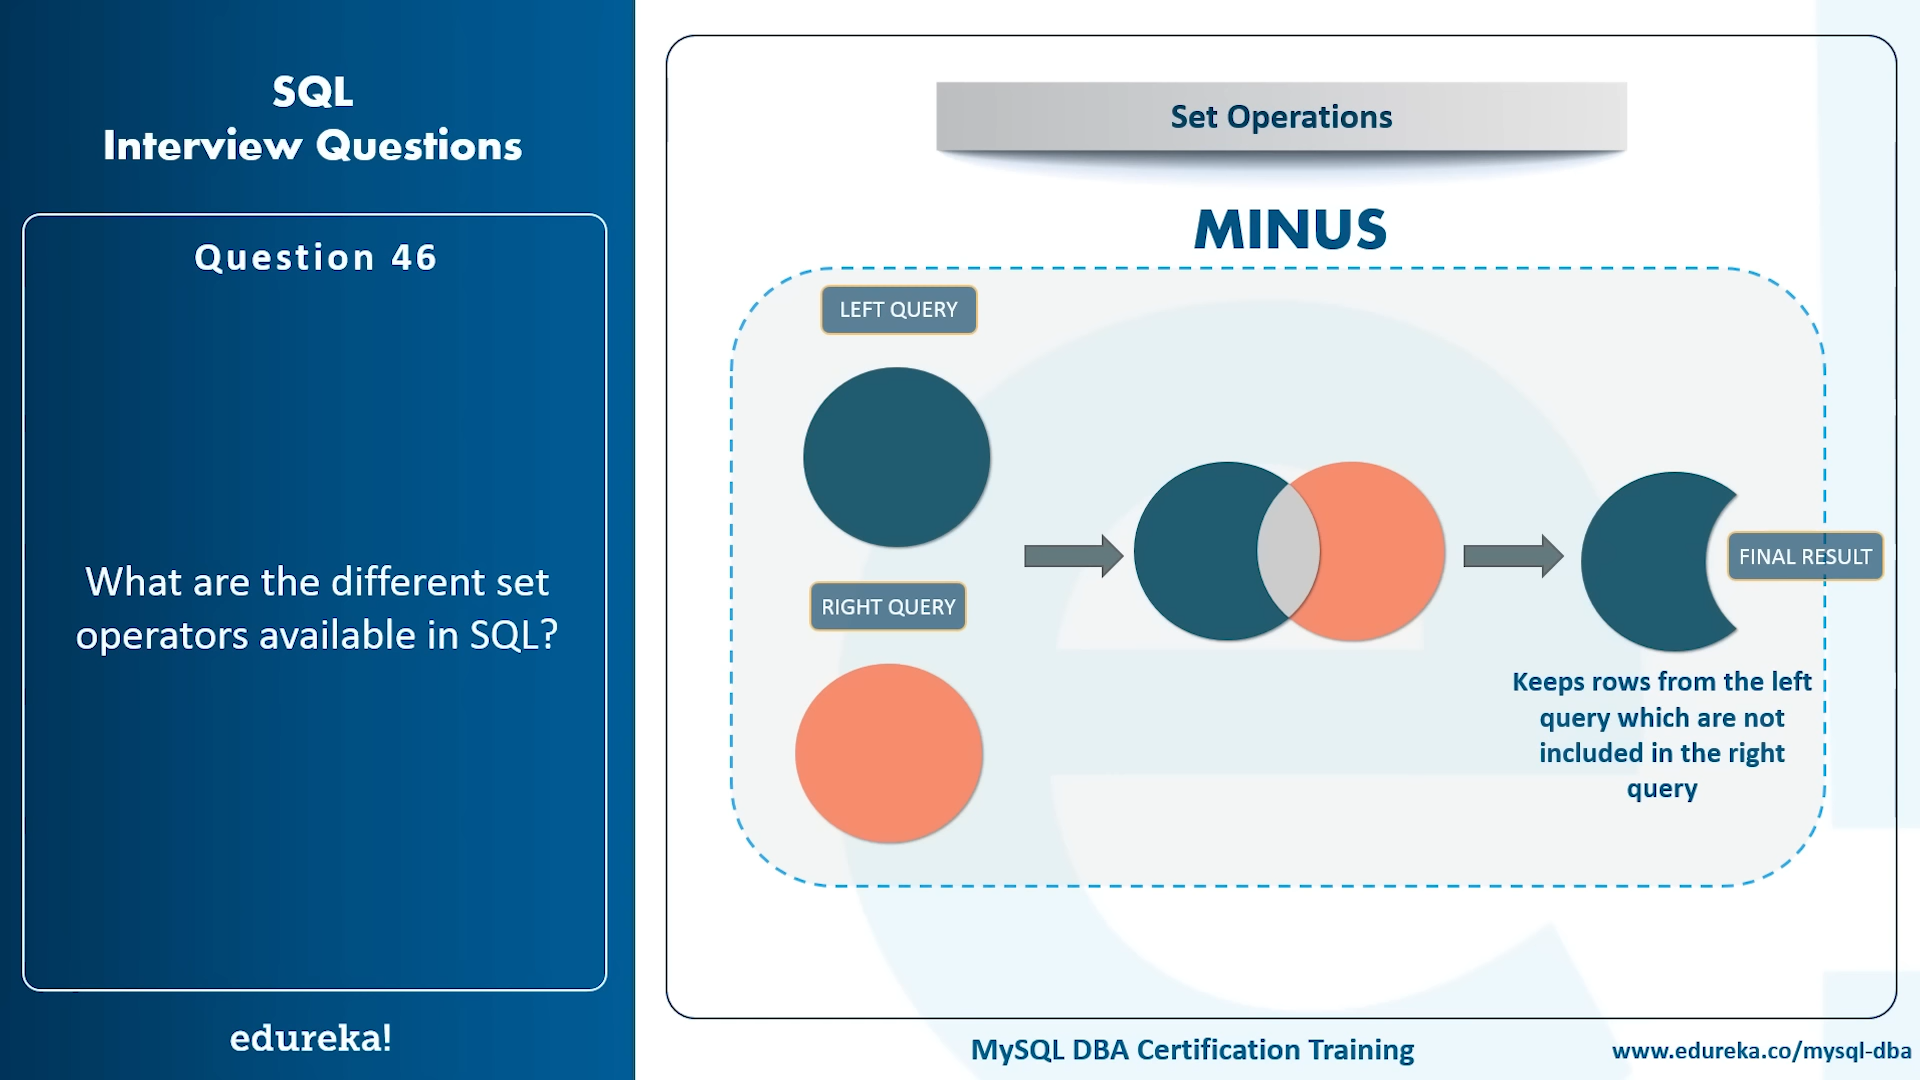 SQL
Interview Questions
Question 46
What are the different set
operators available in SQL?
edureka!
Set Operations
MINUS
LEFT QUERY
RIGHT QUERY
FINAL RESULT
Keeps rows from the left
query which are not
included in the right
query
MySQL DBA Certification Training
www.edureka.co/mysql-dba